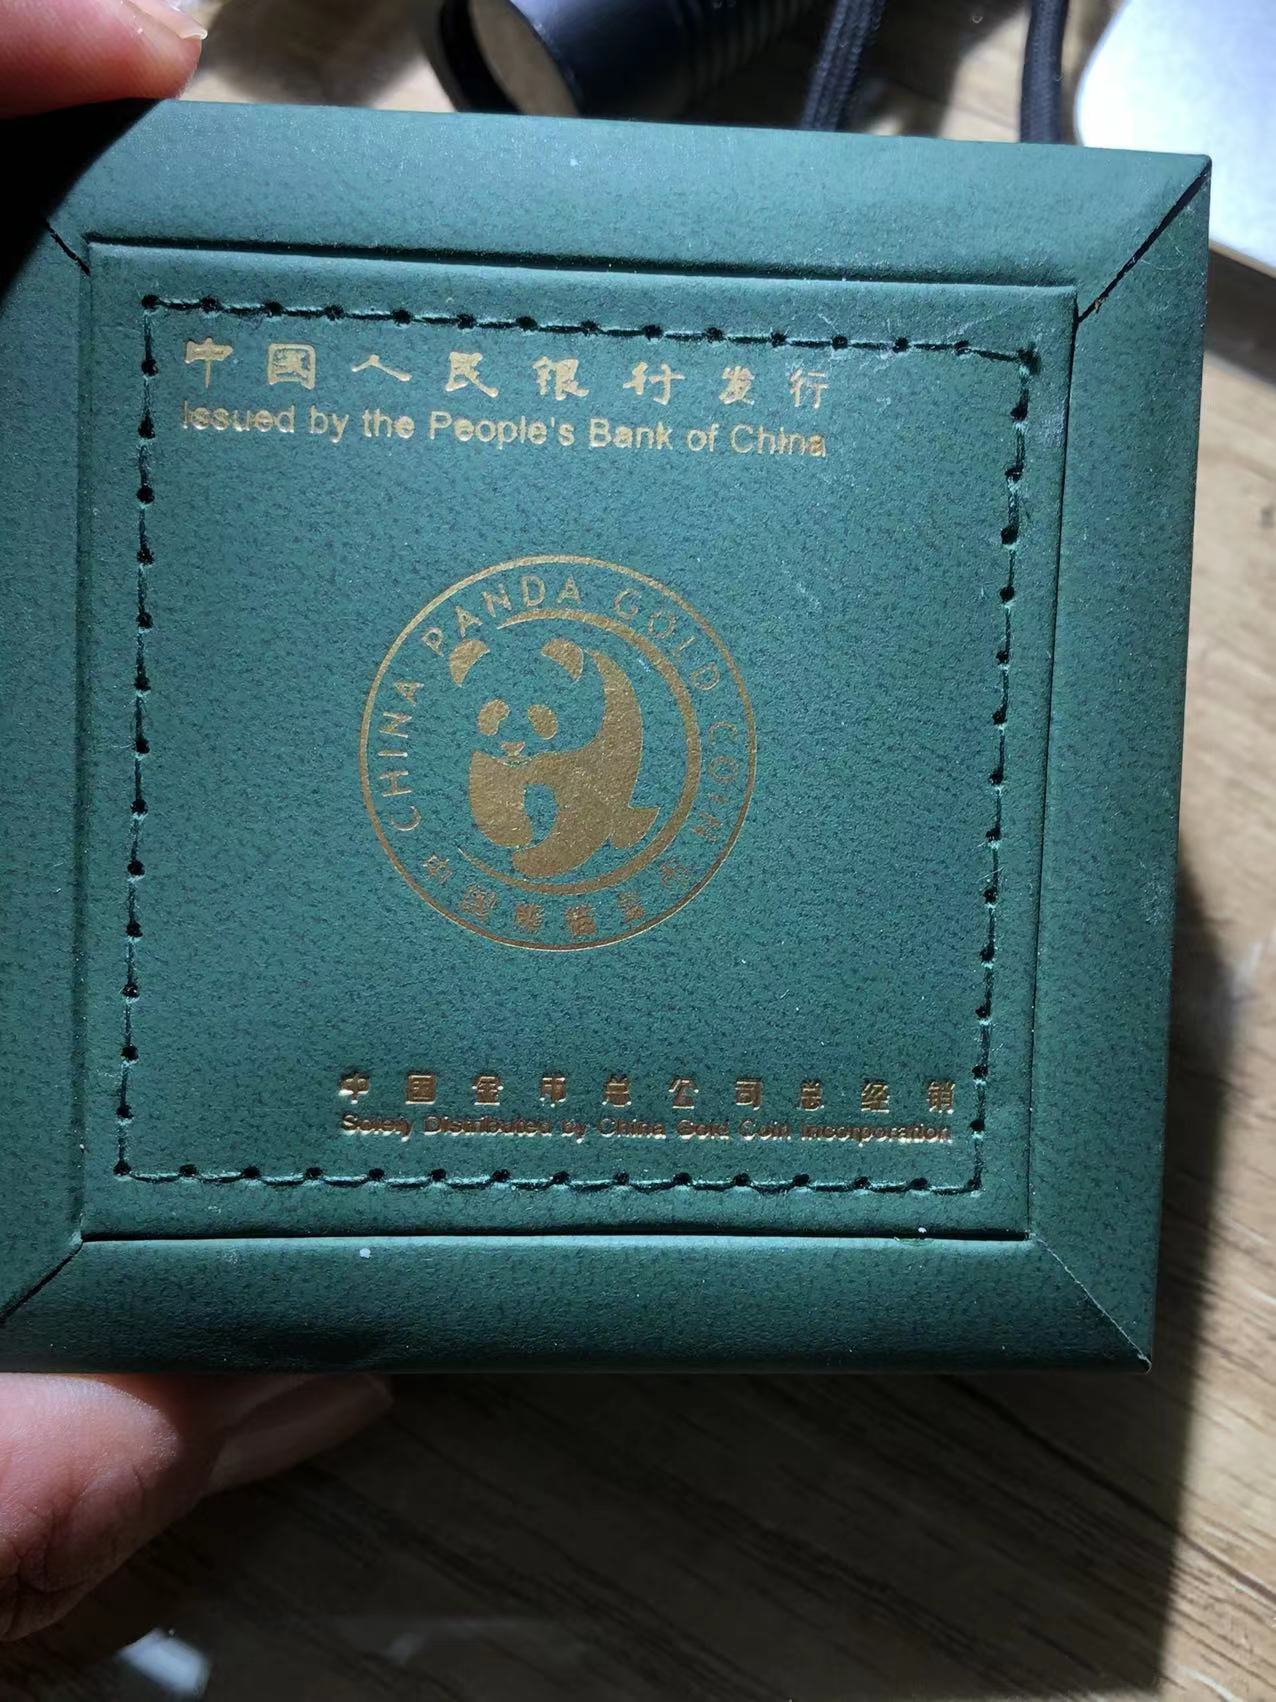 中国人民银行发行
Issued by the People's Bank of China
CHINA PANDA GOLD COIN
中国熊猫金币
中国金币总公司总经销
Solely Distributed by China Gold Coin Incorporation